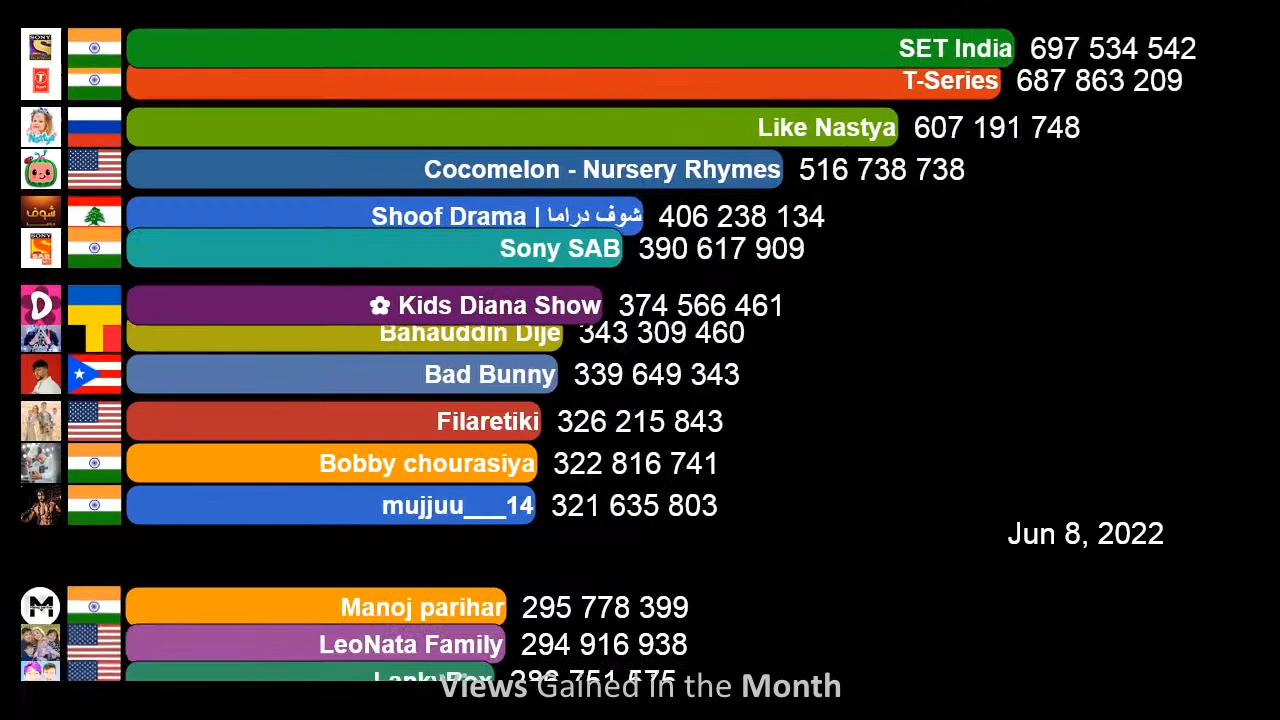 SET India 697 534 542
T-Series 687 863 209
Like Nastya 607 191 748
Cocomelon - Nursery Rhymes 516 738 738
Shoof Drama | شوف دراما 406 238 134
Sony SAB 390 617 909
✿ Kids Diana Show 374 566 461
Bahauddin Dije 343 309 460
Bad Bunny 339 649 343
Filaretiki 326 215 843
Bobby chourasiya 322 816 741
mujjuu___14 321 635 803
Jun 8, 2022
Manoj parihar 295 778 399
LeoNata Family 294 916 938
LankyBox
Views Gained in the Month